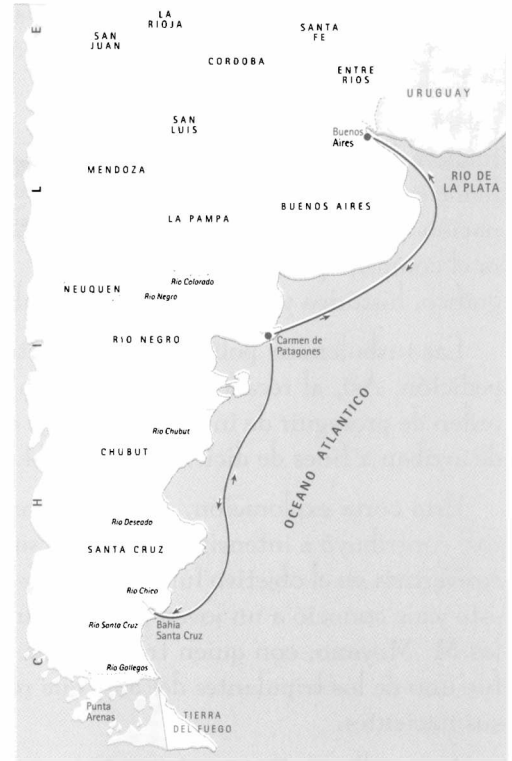 LA
RIOJA
SAN
JUAN
SANTA
FE
CORDOBA
ENTRE
RIOS
URUGUAY
SAN
LUIS
Buenos
Aires
MENDOZA
RIO DE
LA PLATA
BUENOS AIRES
LA PAMPA
Rio Colorado
NEUQUEN
Rio Negro
RIO NEGRO
Carmen de
Patagones
OCEANO ATLANTICO
Rio Chubut
CHUBUT
Rio Deseado
SANTA CRUZ
Rio Chico
Rio Santa Cruz
Bahia
Santa Cruz
Rio Gallegos
Punta
Arenas
TIERRA
DEL FUEGO
C H I L E